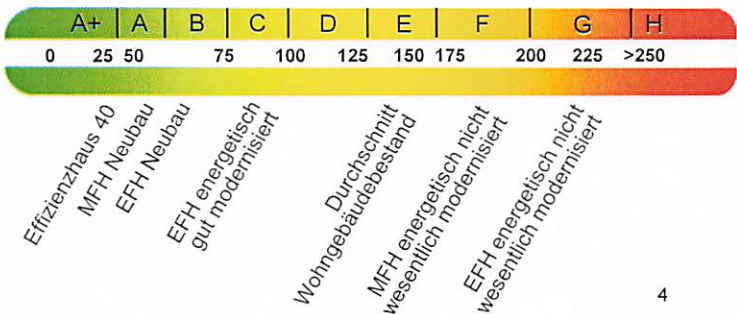 A+ A B C D E F G H
0 25 50 75 100 125 150 175 200 225 >250
Effizienzhaus 40
MFH Neubau
EFH Neubau
EFH energetisch
gut modernisiert
Durchschnitt
Wohngebäudebestand
MFH energetisch nicht
wesentlich modernisiert
EFH energetisch nicht
wesentlich modernisiert
4